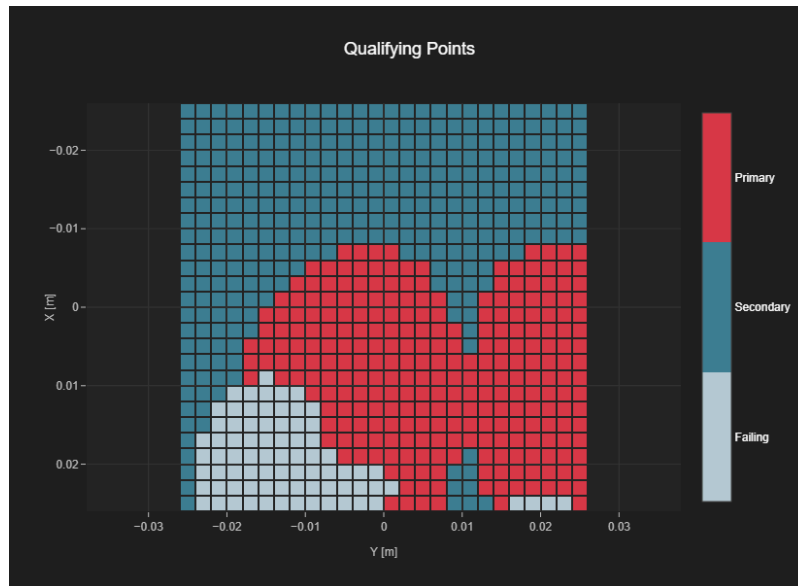 Qualifying Points
−0.02
−0.01
0
0.01
0.02
X [m]
−0.03
−0.02
−0.01
0
0.01
0.02
0.03
Y [m]
Primary
Secondary
Failing